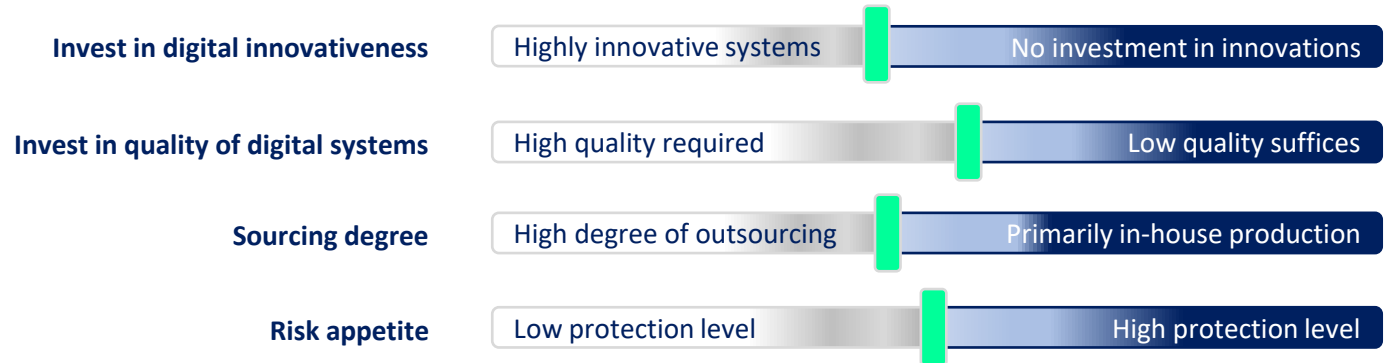 Invest in digital innovativeness Highly innovative systems No investment in innovations
Invest in quality of digital systems High quality required Low quality suffices
Sourcing degree High degree of outsourcing Primarily in-house production
Risk appetite Low protection level High protection level